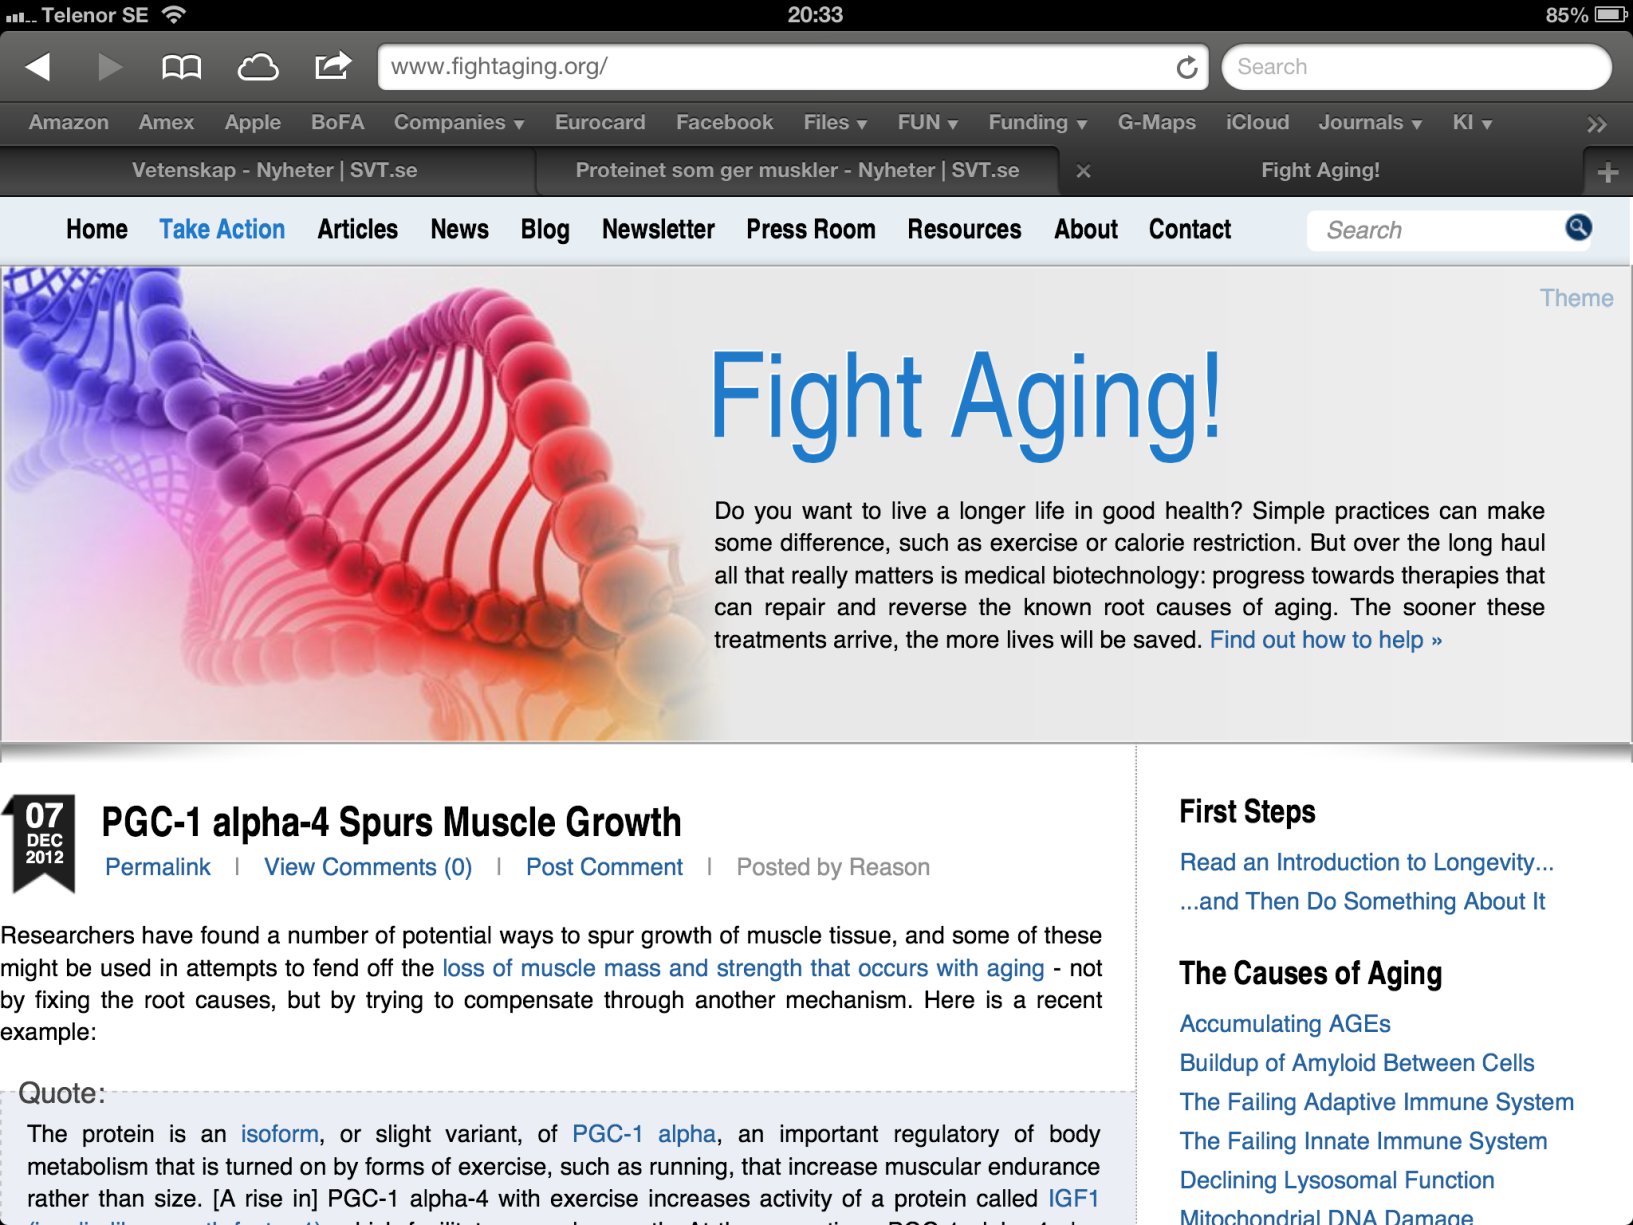 Telenor SE
20:33
85%
www.fightaging.org/
Search
Amazon
Amex
Apple
BoFA
Companies ▼
Eurocard
Facebook
Files ▼
FUN ▼
Funding ▼
G-Maps
iCloud
Journals ▼
KI ▼
»
Vetenskap - Nyheter | SVT.se
Proteinet som ger muskler - Nyheter | SVT.se
Fight Aging!
Home
Take Action
Articles
News
Blog
Newsletter
Press Room
Resources
About
Contact
Search
Theme
Fight Aging!
Do you want to live a longer life in good health? Simple practices can make
some difference, such as exercise or calorie restriction. But over the long haul
all that really matters is medical biotechnology: progress towards therapies that
can repair and reverse the known root causes of aging. The sooner these
treatments arrive, the more lives will be saved. Find out how to help »
07
DEC
2012
PGC-1 alpha-4 Spurs Muscle Growth
Permalink | View Comments (0) | Post Comment | Posted by Reason
Researchers have found a number of potential ways to spur growth of muscle tissue, and some of these
might be used in attempts to fend off the loss of muscle mass and strength that occurs with aging - not
by fixing the root causes, but by trying to compensate through another mechanism. Here is a recent
example:
Quote:
The protein is an isoform, or slight variant, of PGC-1 alpha, an important regulatory of body
metabolism that is turned on by forms of exercise, such as running, that increase muscular endurance
rather than size. [A rise in] PGC-1 alpha-4 with exercise increases activity of a protein called IGF1
First Steps
Read an Introduction to Longevity...
...and Then Do Something About It
The Causes of Aging
Accumulating AGEs
Buildup of Amyloid Between Cells
The Failing Adaptive Immune System
The Failing Innate Immune System
Declining Lysosomal Function
Mitochondrial DNA Damage